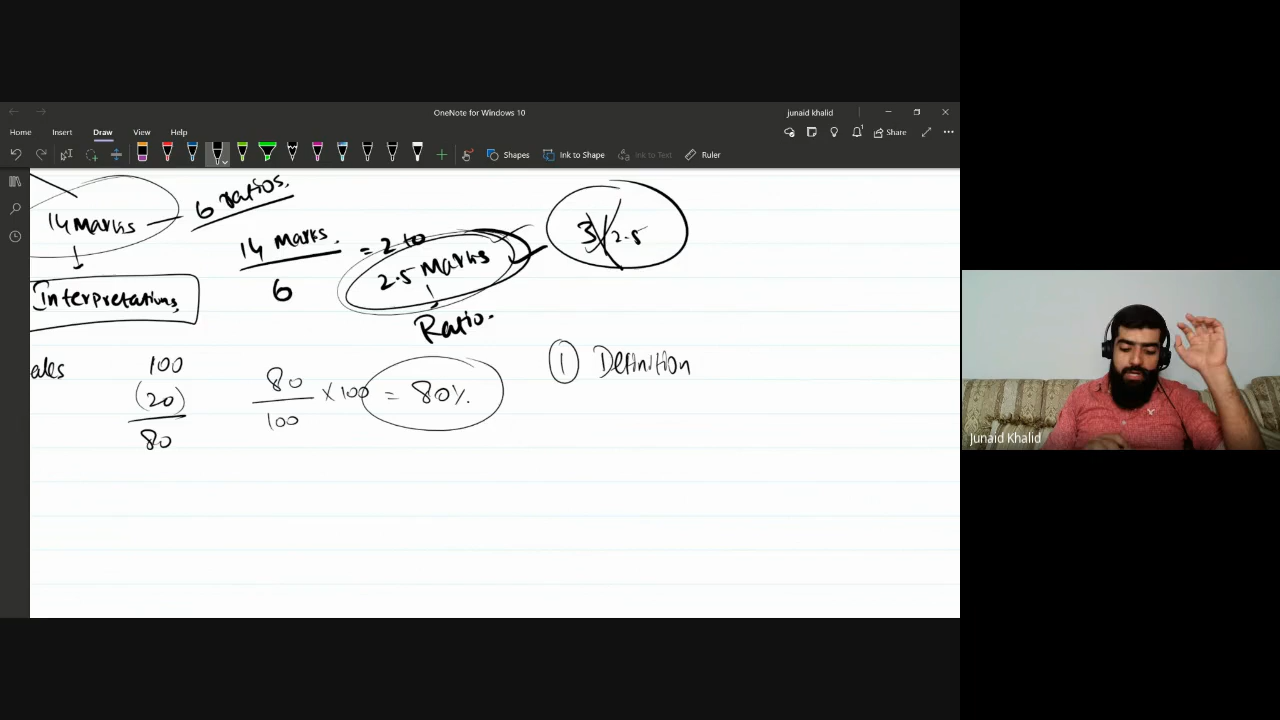 OneNote for Windows 10
junaid khalid
Home Insert Draw View Help
Share
Shapes Ink to Shape Ink to Text Ruler
14 Marks
6 ratios.
Interpretations
14 Marks.
6
= 2
2.5 Marks
Ratio.
3 / 2.5
ales 100
(20)
80
80
100
× 100 = 80%
1 Definition
Junaid Khalid